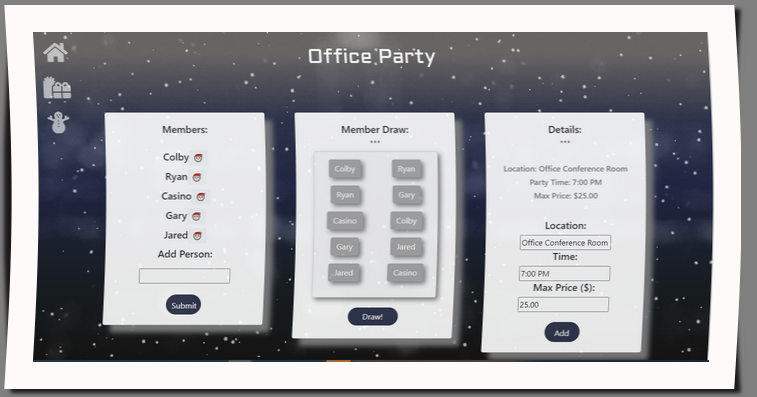 Office Party
Members:
Colby
Ryan
Casino
Gary
Jared
Add Person:
Submit
Member Draw:
***
Colby Ryan
Ryan Gary
Casino Colby
Gary Jared
Jared Casino
Draw!
Details:
***
Location: Office Conference Room
Party Time: 7:00 PM
Max Price: $25.00
Location:
Office Conference Room
Time:
7:00 PM
Max Price ($):
25.00
Add